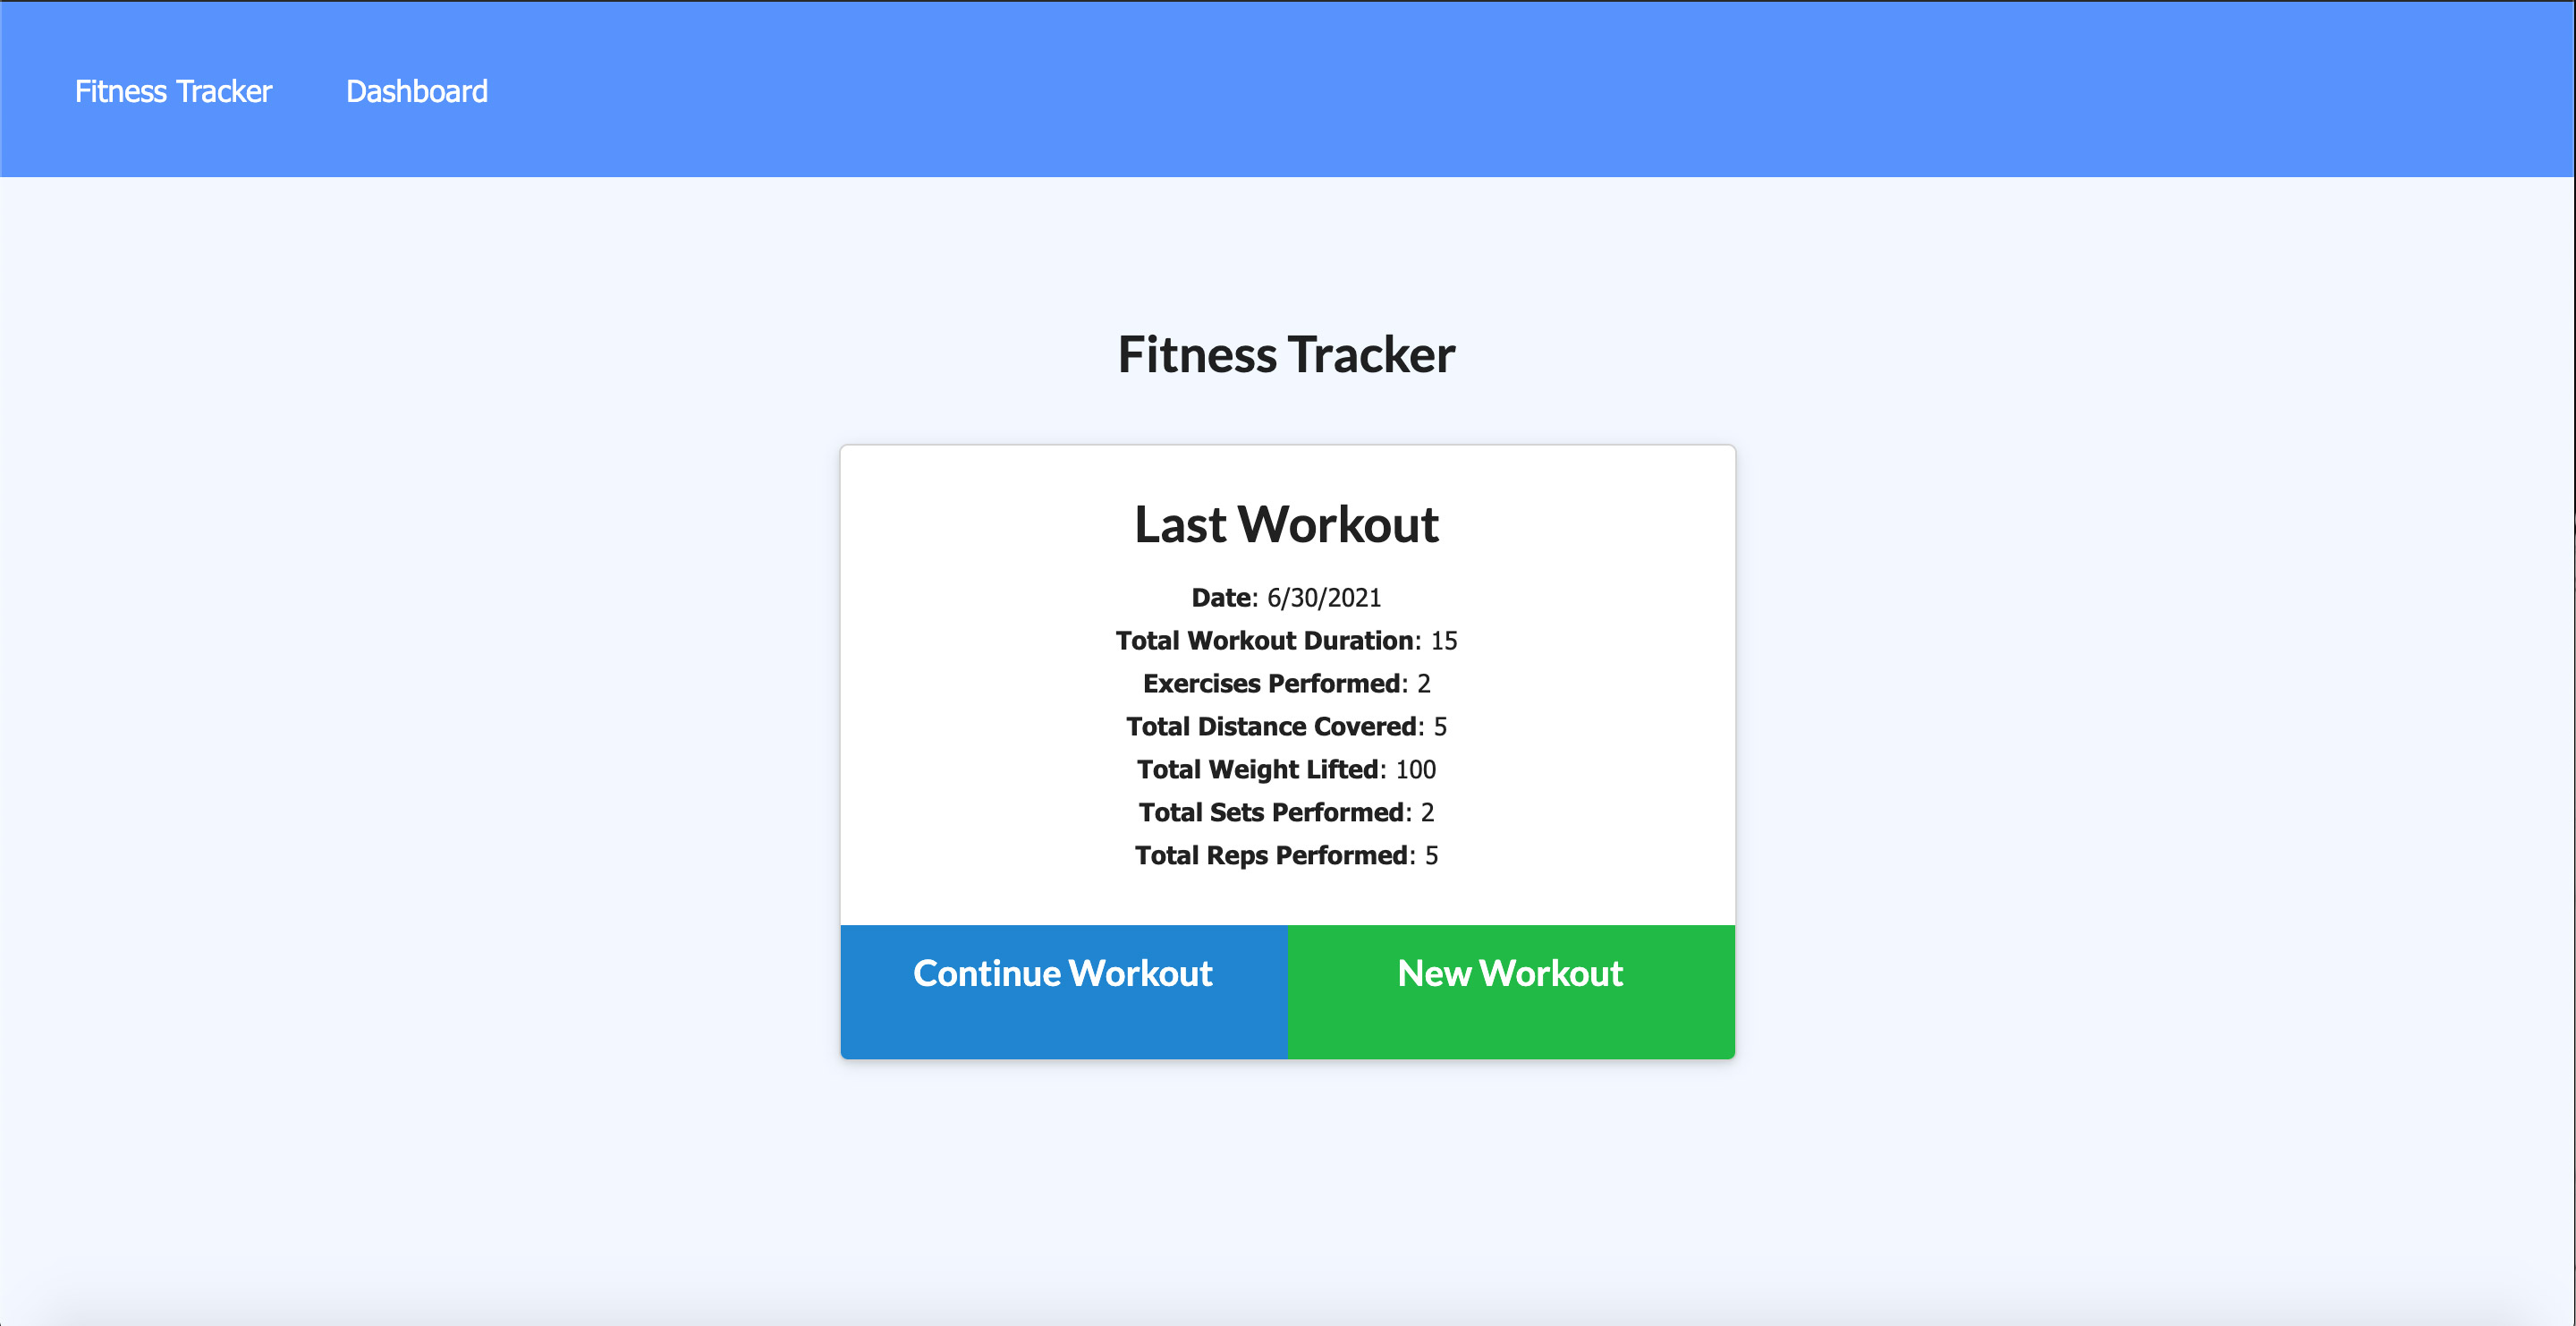 Fitness Tracker Dashboard
Fitness Tracker
Last Workout
Date: 6/30/2021
Total Workout Duration: 15
Exercises Performed: 2
Total Distance Covered: 5
Total Weight Lifted: 100
Total Sets Performed: 2
Total Reps Performed: 5
Continue Workout New Workout